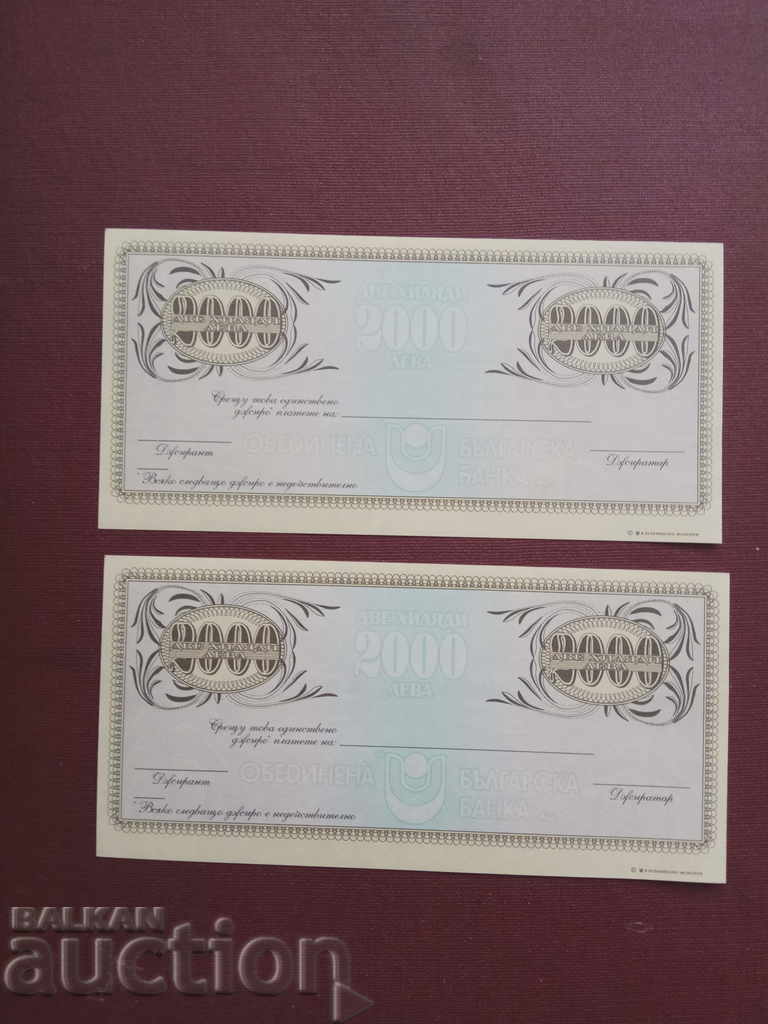 ДВЕ ХИЛЯДИ
2000
ЛЕВА
2000
ДВЕ ХИЛЯДИ
ЛЕВА
2000
ДВЕ ХИЛЯДИ
ЛЕВА
Срещу това единствено
джиро* платете на:
Джирант
Джиратар
ОБЕДИНЕНА БЪЛГАРСКА
БАНКА
*Всяко следващо джиро е недействително
ДВЕ ХИЛЯДИ
2000
ЛЕВА
2000
ДВЕ ХИЛЯДИ
ЛЕВА
2000
ДВЕ ХИЛЯДИ
ЛЕВА
Срещу това единствено
джиро* платете на:
Джирант
Джиратар
ОБЕДИНЕНА БЪЛГАРСКА
БАНКА
*Всяко следващо джиро е недействително
BALKAN
auction